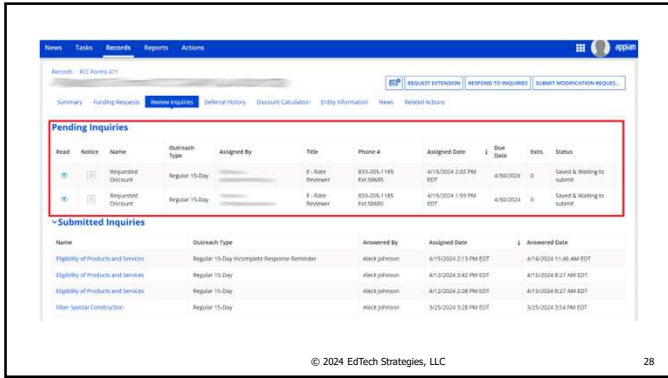 News Tasks Records Reports Actions appian
Records / FCC Forms 471
REQUEST EXTENSION RESPOND TO INQUIRIES SUBMIT MODIFICATION REQUES...
Summary Funding Requests Review Inquiries Deferral History Discount Calculation Entity Information News Related Actions
Pending Inquiries
Read Notice Name Outreach Type Assigned By Title Phone # Assigned Date ↓ Due Date Extn. Status
Requested Discount Regular 15-Day E - Rate Reviewer 833-205-1185 Ext:58685 4/15/2024 2:02 PM EDT 4/30/2024 0 Saved & Waiting to submit
Requested Discount Regular 15-Day E - Rate Reviewer 833-205-1185 Ext:58685 4/15/2024 1:59 PM EDT 4/30/2024 0 Saved & Waiting to submit
Submitted Inquiries
Name Outreach Type Answered By Assigned Date ↓ Answered Date
Eligibility of Products and Services Regular 15-Day Incomplete Response Reminder Aleck Johnson 4/15/2024 2:13 PM EDT 4/16/2024 11:46 AM EDT
Eligibility of Products and Services Regular 15-Day Aleck Johnson 4/12/2024 3:42 PM EDT 4/15/2024 8:27 AM EDT
Eligibility of Products and Services Regular 15-Day Aleck Johnson 4/12/2024 2:28 PM EDT 4/15/2024 8:27 AM EDT
Fiber Special Construction Regular 15-Day Aleck Johnson 3/25/2024 3:28 PM EDT 3/25/2024 3:54 PM EDT
© 2024 EdTech Strategies, LLC 28